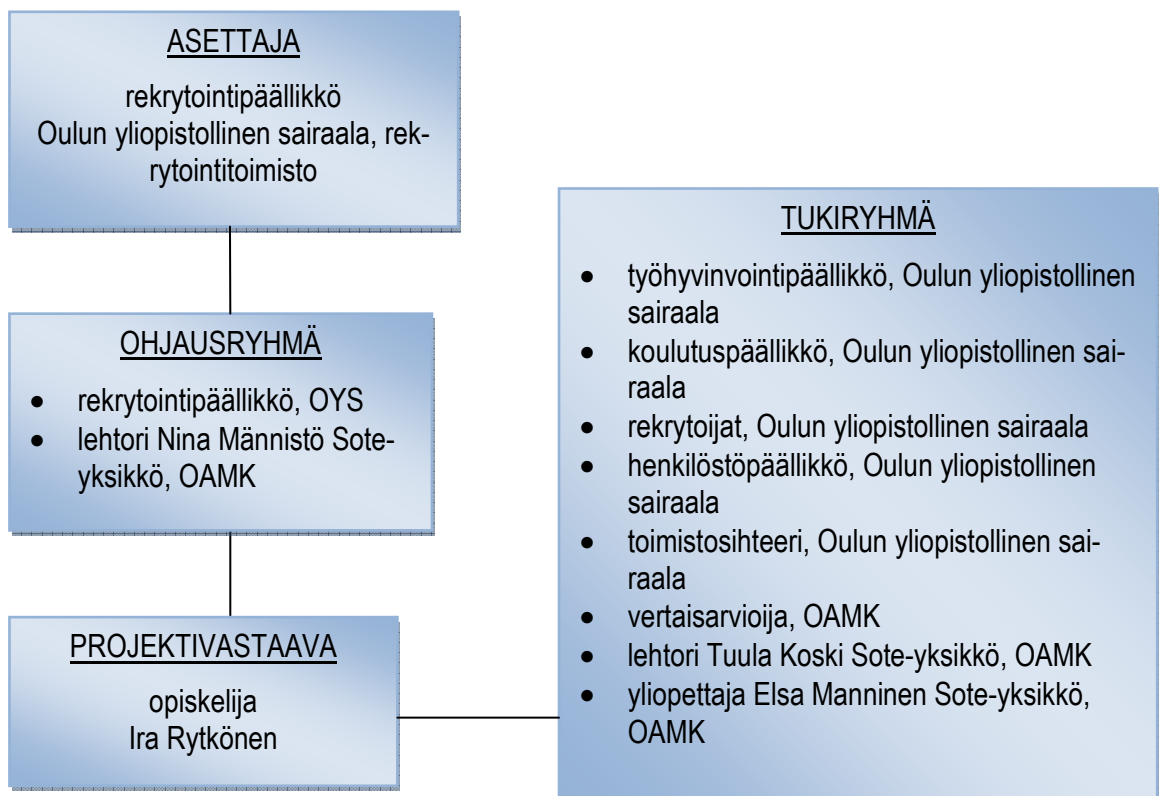 ASETTAJA
rekrytointipäällikkö
Oulun yliopistollinen sairaala, rek-
rytointitoimisto
OHJAUSRYHMÄ
• rekrytointipäällikkö, OYS
• lehtori Nina Männistö Sote-
yksikkö, OAMK
PROJEKTIVASTAAVA
opiskelija
Ira Rytkönen
TUKIRYHMÄ
• työhyvinvointipäällikkö, Oulun yliopistollinen
sairaala
• koulutuspäällikkö, Oulun yliopistollinen sai-
raala
• rekrytoijat, Oulun yliopistollinen sairaala
• henkilöstöpäällikkö, Oulun yliopistollinen
sairaala
• toimistosihteeri, Oulun yliopistollinen sai-
raala
• vertaisarvioija, OAMK
• lehtori Tuula Koski Sote-yksikkö, OAMK
• yliopettaja Elsa Manninen Sote-yksikkö,
OAMK